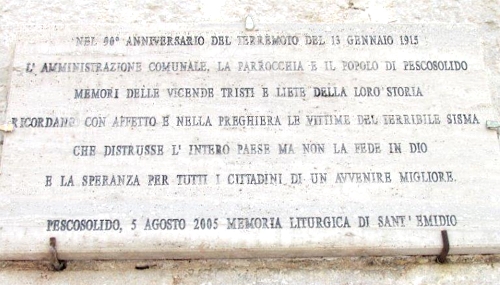 NEL 90° ANNIVERSARIO DEL TERREMOTO DEL 13 GENNAIO 1915
L' AMMINISTRAZIONE COMUNALE, LA PARROCCHIA E IL POPOLO DI PESCOSOLIDO
MEMORI DELLE VICENDE TRISTI E LIETE DELLA LORO STORIA
RICORDANO CON AFFETTO E NELLA PREGHIERA LE VITTIME DEL TERRIBILE SISMA
CHE DISTRUSSE L' INTERO PAESE MA NON LA FEDE IN DIO
E LA SPERANZA PER TUTTI I CITTADINI DI UN AVVENIRE MIGLIORE.
PESCOSOLIDO, 5 AGOSTO 2005 MEMORIA LITURGICA DI SANT' EMIDIO